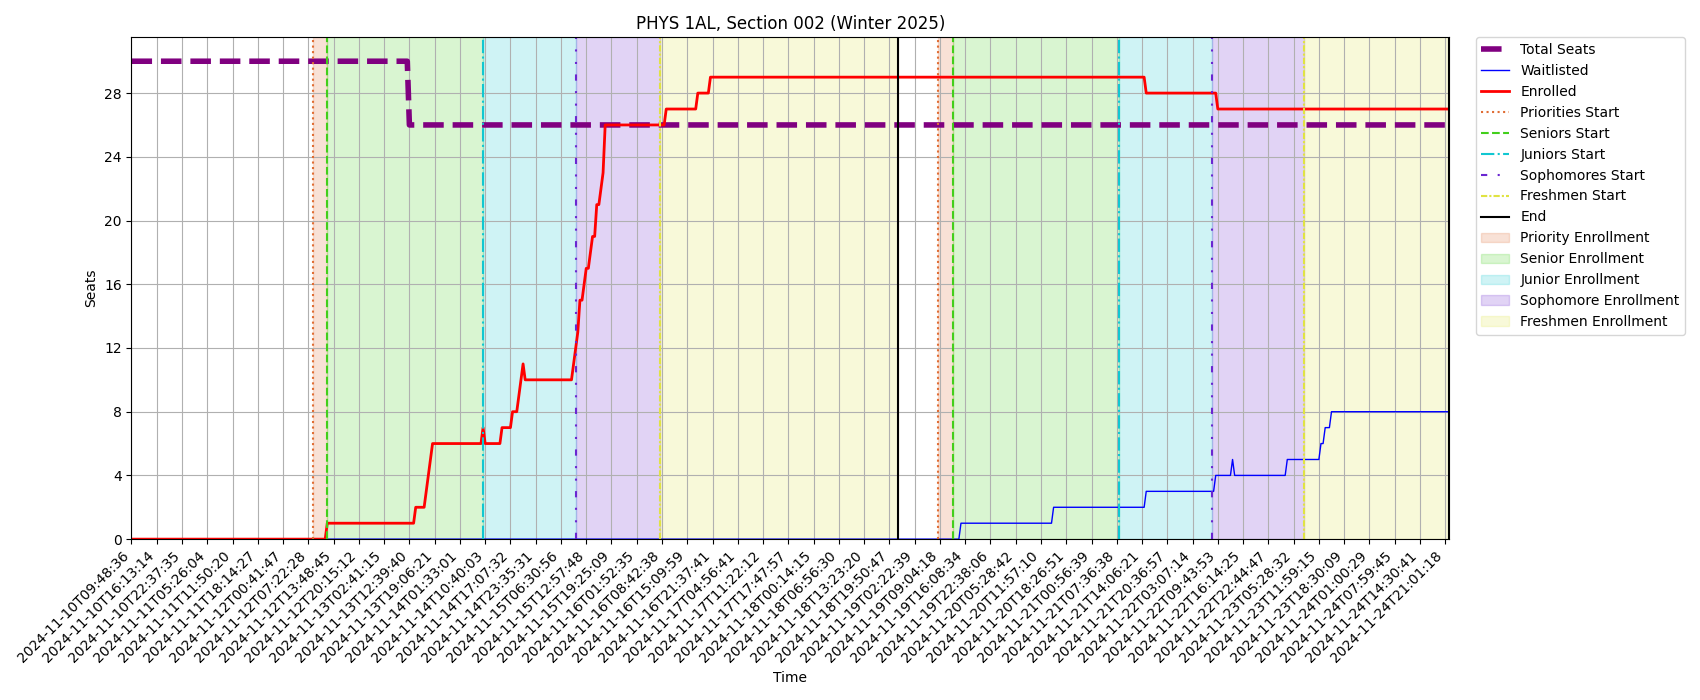 PHYS 1AL, Section 002 (Winter 2025)
Seats
28
24
20
16
12
8
4
0
2024-11-10T09:48:36
2024-11-10T16:13:14
2024-11-10T22:37:35
2024-11-11T05:26:04
2024-11-11T11:50:20
2024-11-11T18:14:27
2024-11-12T00:41:47
2024-11-12T07:22:28
2024-11-12T13:48:45
2024-11-12T20:15:12
2024-11-13T02:41:15
2024-11-13T12:39:40
2024-11-13T19:06:21
2024-11-14T01:33:01
2024-11-14T10:40:03
2024-11-14T17:07:32
2024-11-14T23:35:31
2024-11-15T06:30:56
2024-11-15T12:57:48
2024-11-15T19:25:09
2024-11-16T01:52:35
2024-11-16T08:42:38
2024-11-16T15:09:59
2024-11-16T21:37:41
2024-11-17T04:56:41
2024-11-17T11:22:12
2024-11-17T17:47:57
2024-11-18T00:14:15
2024-11-18T06:56:30
2024-11-18T13:23:20
2024-11-18T19:50:47
2024-11-19T02:22:39
2024-11-19T09:04:18
2024-11-19T16:08:34
2024-11-19T22:38:06
2024-11-20T05:28:42
2024-11-20T11:57:10
2024-11-20T18:26:51
2024-11-21T00:56:39
2024-11-21T07:36:38
2024-11-21T14:06:21
2024-11-21T20:36:57
2024-11-22T03:07:14
2024-11-22T09:43:53
2024-11-22T16:14:25
2024-11-22T22:44:47
2024-11-23T05:28:32
2024-11-23T11:59:15
2024-11-23T18:30:09
2024-11-24T01:00:29
2024-11-24T07:59:45
2024-11-24T14:30:41
2024-11-24T21:01:18
Time
Total Seats
Waitlisted
Enrolled
Priorities Start
Seniors Start
Juniors Start
Sophomores Start
Freshmen Start
End
Priority Enrollment
Senior Enrollment
Junior Enrollment
Sophomore Enrollment
Freshmen Enrollment